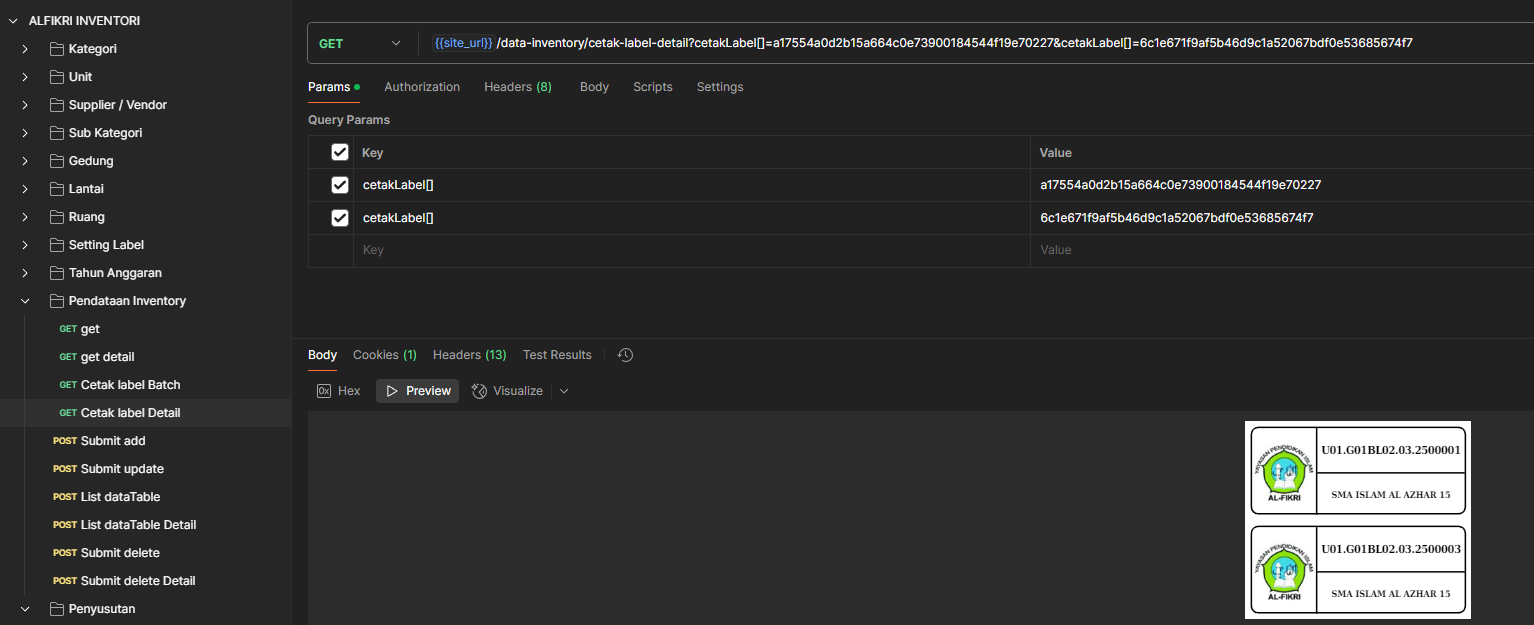 ALFIKRI INVENTORI
Kategori
Unit
Supplier / Vendor
Sub Kategori
Gedung
Lantai
Ruang
Setting Label
Tahun Anggaran
Pendataan Inventory
GET get
GET get detail
GET Cetak label Batch
GET Cetak label Detail
POST Submit add
POST Submit update
POST List dataTable
POST List dataTable Detail
POST Submit delete
POST Submit delete Detail
Penyusutan
GET {{site_url}} /data-inventory/cetak-label-detail?cetakLabel[]=a17554a0d2b15a664c0e73900184544f19e70227&cetakLabel[]=6c1e671f9af5b46d9c1a52067bdf0e53685674f7
Params Authorization Headers (8) Body Scripts Settings
Query Params
Key Value
cetakLabel[] a17554a0d2b15a664c0e73900184544f19e70227
cetakLabel[] 6c1e671f9af5b46d9c1a52067bdf0e53685674f7
Key Value
Body Cookies (1) Headers (13) Test Results
0x Hex Preview Visualize
YAYASAN PENDIDIKAN ISLAM
AL-FIKRI
U01.G01BL02.03.2500001
SMA ISLAM AL AZHAR 15
YAYASAN PENDIDIKAN ISLAM
AL-FIKRI
U01.G01BL02.03.2500003
SMA ISLAM AL AZHAR 15